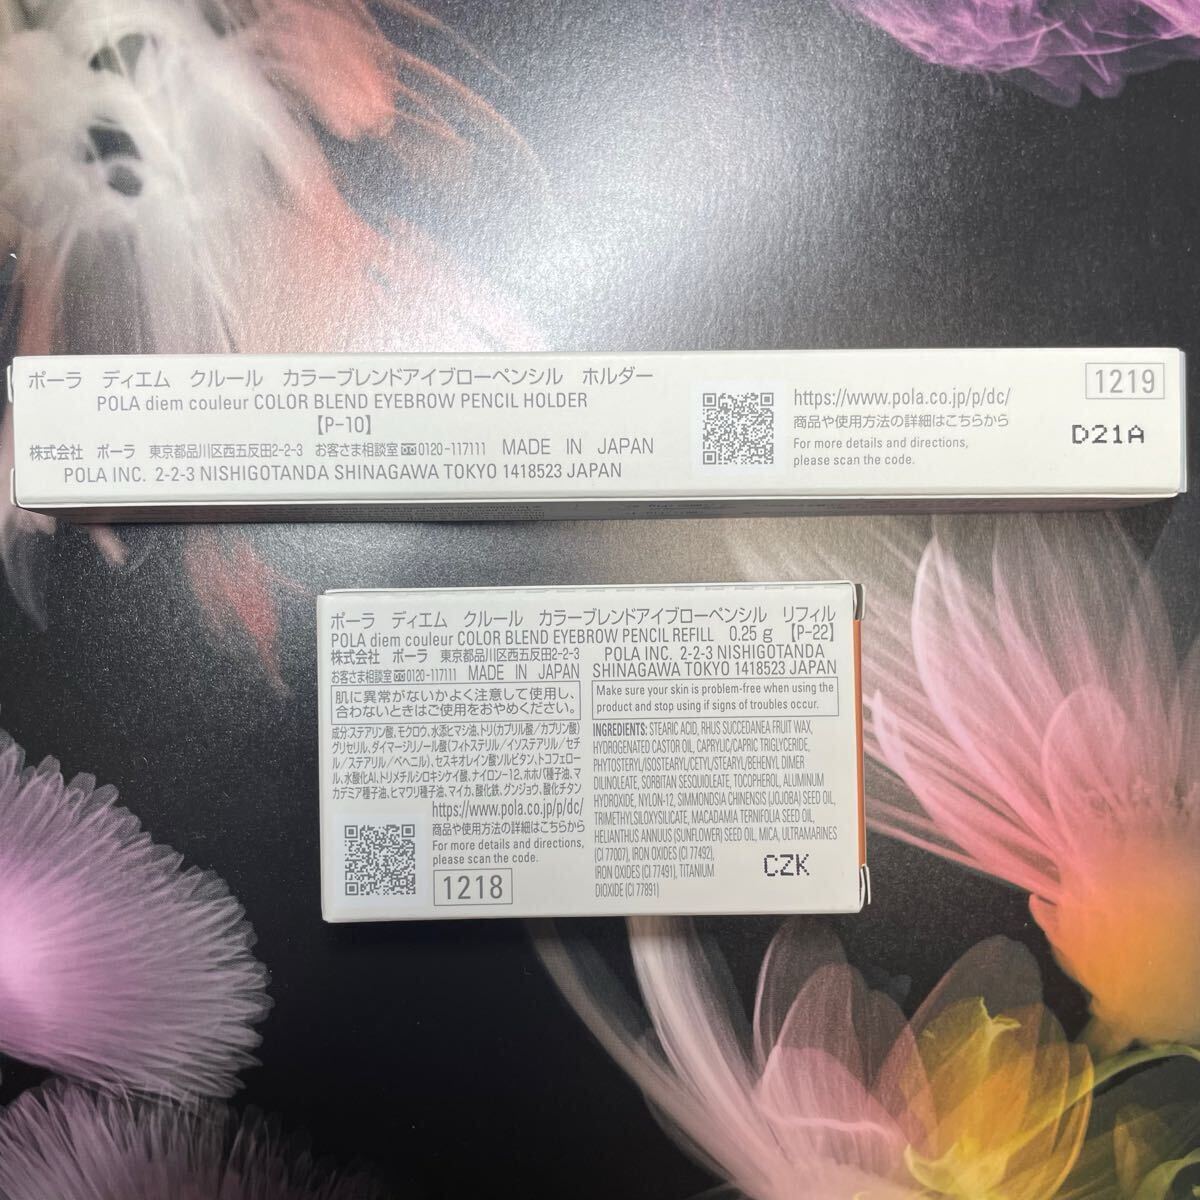 ポーラ ディエム クルール カラーブレンドアイブローペンシル ホルダー
POLA diem couleur COLOR BLEND EYEBROW PENCIL HOLDER
【P-10】
株式会社 ポーラ 東京都品川区西五反田2-2-3 お客さま相談室 0120-117111 MADE IN JAPAN
POLA INC. 2-2-3 NISHIGOTANDA SHINAGAWA TOKYO 1418523 JAPAN
https://www.pola.co.jp/p/dc/
商品や使用方法の詳細はこちらから
For more details and directions,
please scan the code.
1219
D21A
ポーラ ディエム クルール カラーブレンドアイブローペンシル リフィル
POLA diem couleur COLOR BLEND EYEBROW PENCIL REFILL 0.25 g 【P-22】
株式会社 ポーラ 東京都品川区西五反田2-2-3
お客さま相談室 0120-117111 MADE IN JAPAN
POLA INC. 2-2-3 NISHIGOTANDA
SHINAGAWA TOKYO 1418523 JAPAN
肌に異常がないかよく注意して使用し、
合わないときはご使用をおやめください。
Make sure your skin is problem-free when using the
product and stop using if signs of troubles occur.
成分:ステアリン酸、モクロウ、水添ヒマシ油、トリ(カプリル酸/カプリン酸)
グリセリル、ダイマージリノール酸(フィトステリル/イソステアリル/セチ
ル/ステアリル/ベヘニル)、セスキオレイン酸ソルビタン、トコフェロー
ル、水酸化Al、トリメチルシロキシケイ酸、ナイロン-12、ホホバ種子油、マ
カデミア種子油、ヒマワリ種子油、マイカ、酸化鉄、グンジョウ、酸化チタン
https://www.pola.co.jp/p/dc/
商品や使用方法の詳細はこちらから
For more details and directions,
please scan the code.
1218
INGREDIENTS: STEARIC ACID, RHUS SUCCEDANEA FRUIT WAX,
HYDROGENATED CASTOR OIL, CAPRYLIC/CAPRIC TRIGLYCERIDE,
PHYTOSTERYL/ISOSTEARYL/CETYL/STEARYL/BEHENYL DIMER
DILINOLEATE, SORBITAN SESQUIOLEATE, TOCOPHEROL, ALUMINUM
HYDROXIDE, NYLON-12, SIMMONDSIA CHINENSIS (JOJOBA) SEED OIL,
TRIMETHYLSILOXYSILICATE, MACADAMIA TERNIFOLIA SEED OIL,
HELIANTHUS ANNUUS (SUNFLOWER) SEED OIL, MICA, ULTRAMARINES
(CI 77007), IRON OXIDES (CI 77492),
IRON OXIDES (CI 77491), TITANIUM
DIOXIDE (CI 77891)
CZK